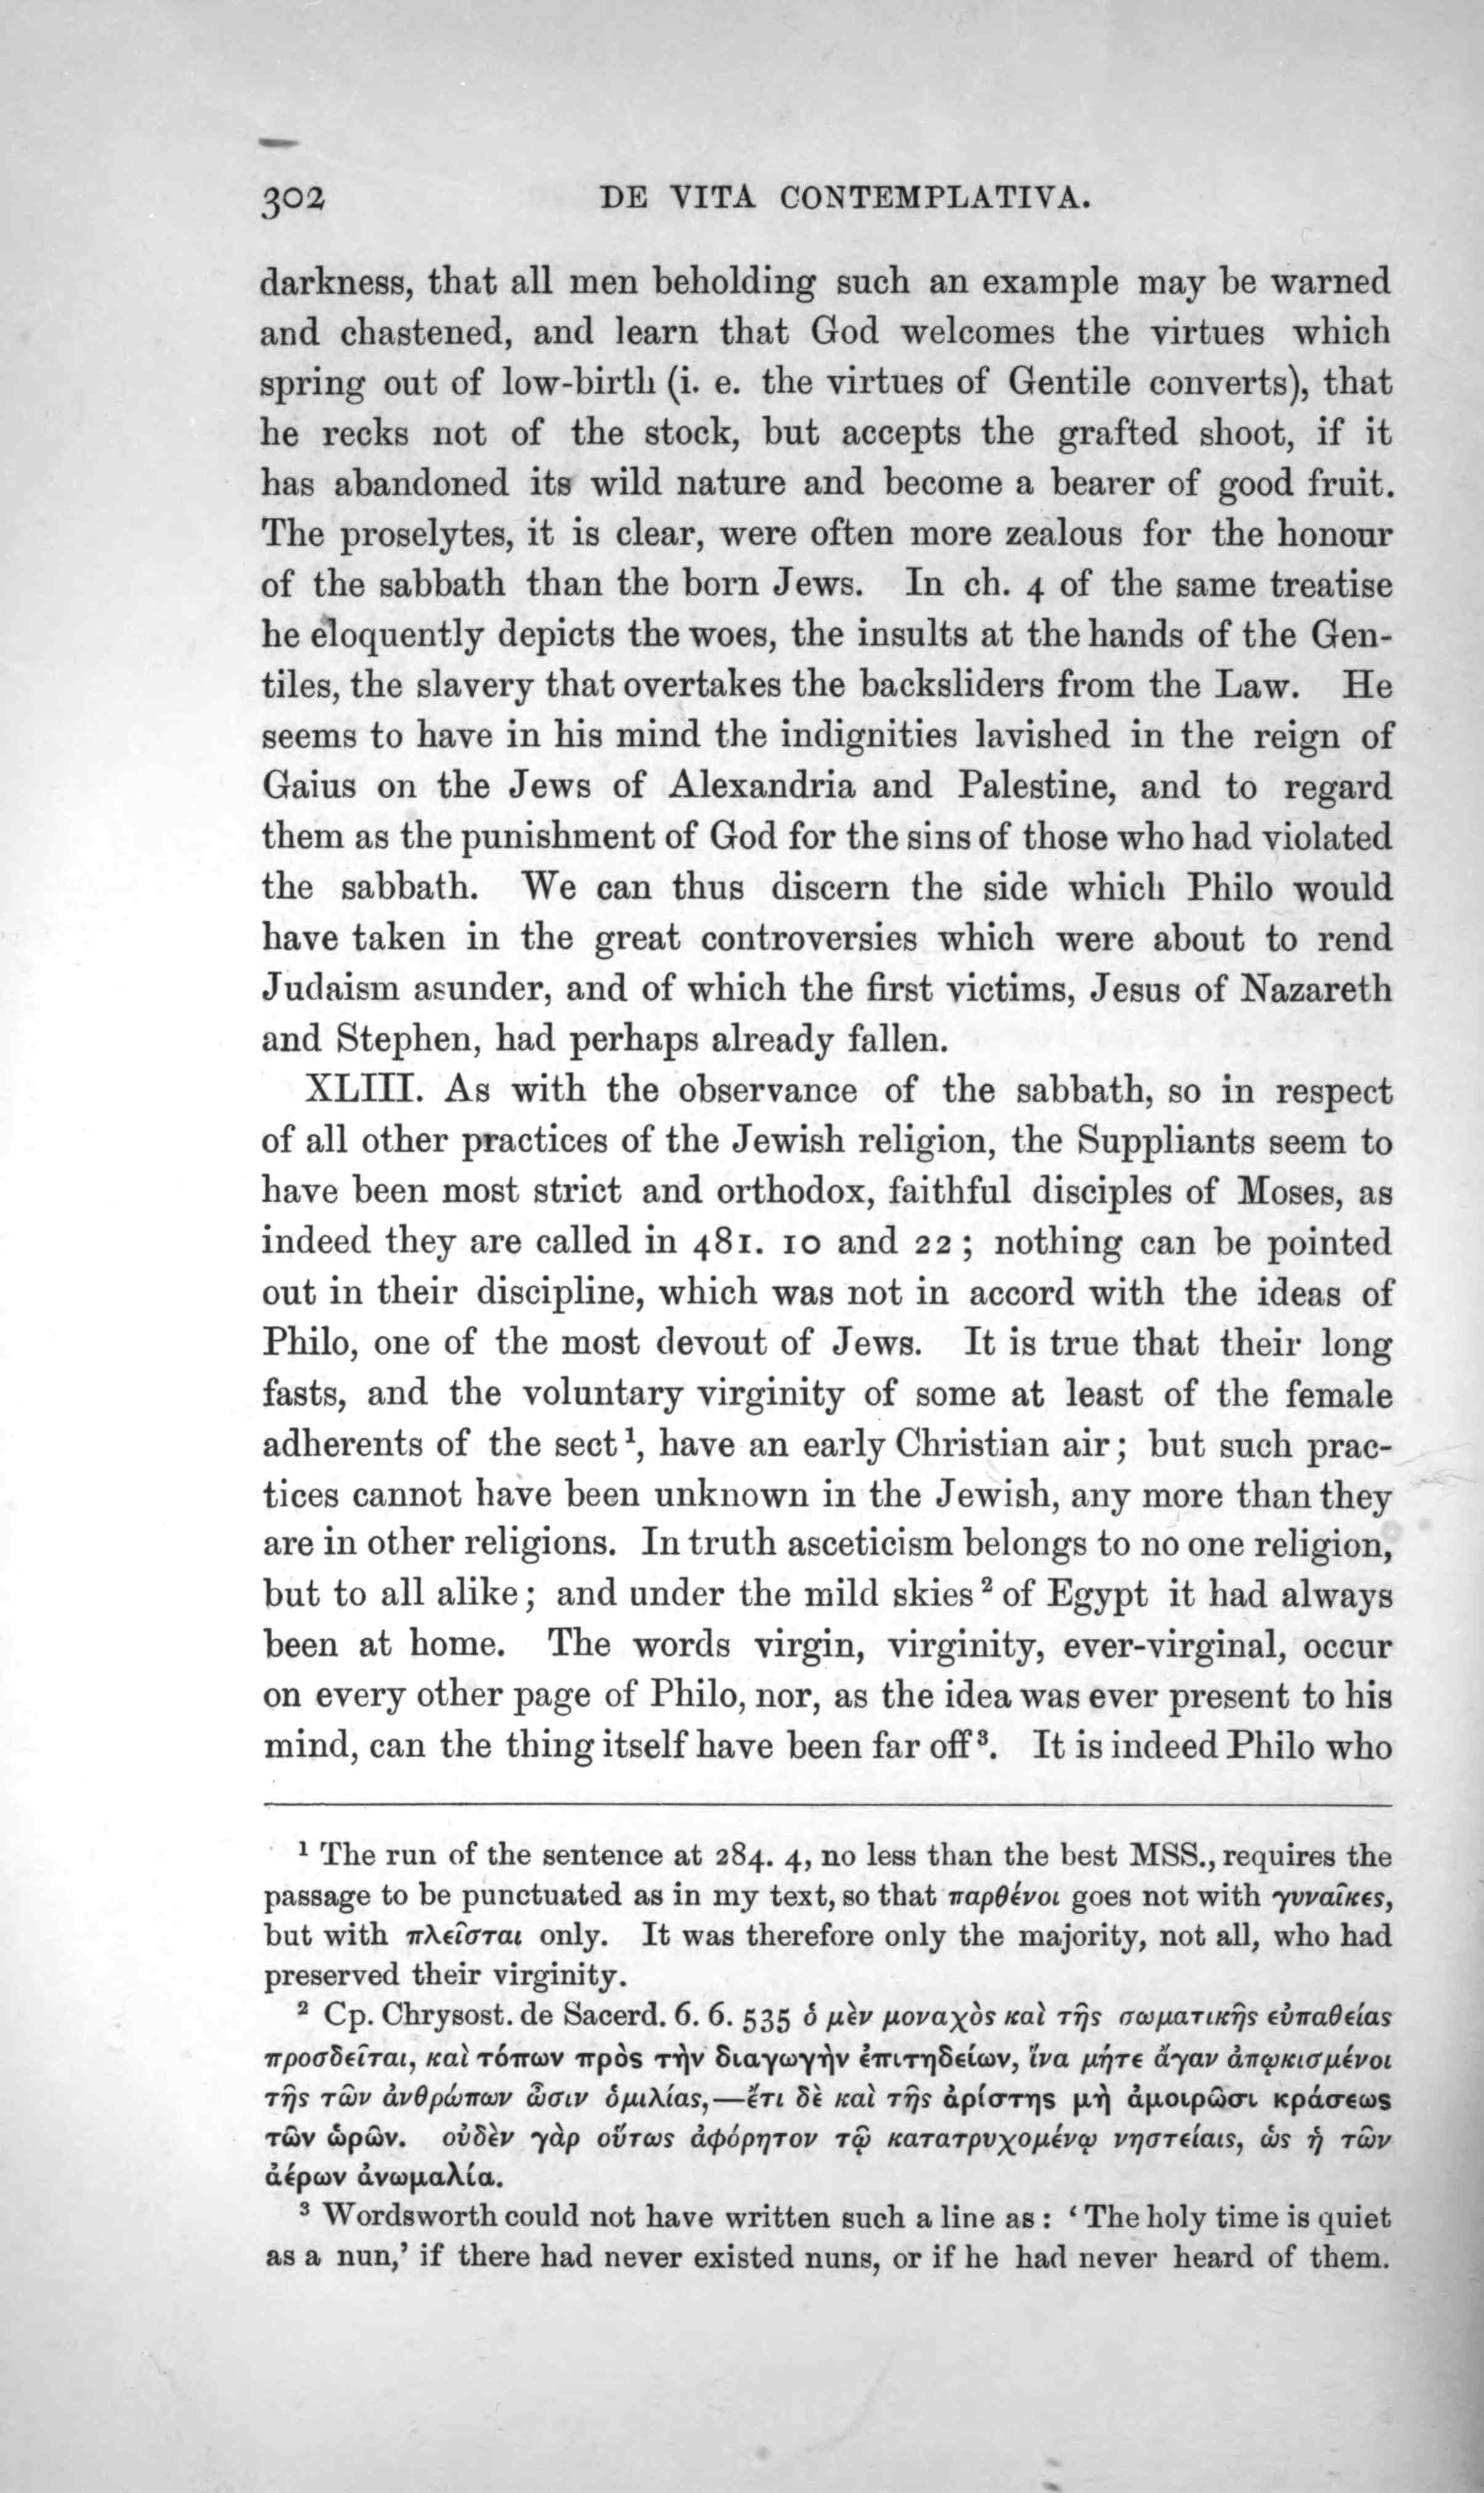 302 DE VITA CONTEMPLATIVA.
darkness, that all men beholding such an example may be warned
and chastened, and learn that God welcomes the virtues which
spring out of low-birth (i. e. the virtues of Gentile converts), that
he recks not of the stock, but accepts the grafted shoot, if it
has abandoned its wild nature and become a bearer of good fruit.
The proselytes, it is clear, were often more zealous for the honour
of the sabbath than the born Jews. In ch. 4 of the same treatise
he eloquently depicts the woes, the insults at the hands of the Gen-
tiles, the slavery that overtakes the backsliders from the Law. He
seems to have in his mind the indignities lavished in the reign of
Gaius on the Jews of Alexandria and Palestine, and to regard
them as the punishment of God for the sins of those who had violated
the sabbath. We can thus discern the side which Philo would
have taken in the great controversies which were about to rend
Judaism asunder, and of which the first victims, Jesus of Nazareth
and Stephen, had perhaps already fallen.
XLIII. As with the observance of the sabbath, so in respect
of all other practices of the Jewish religion, the Suppliants seem to
have been most strict and orthodox, faithful disciples of Moses, as
indeed they are called in 481. 10 and 22 ; nothing can be pointed
out in their discipline, which was not in accord with the ideas of
Philo, one of the most devout of Jews. It is true that their long
fasts, and the voluntary virginity of some at least of the female
adherents of the sect ¹, have an early Christian air ; but such prac-
tices cannot have been unknown in the Jewish, any more than they
are in other religions. In truth asceticism belongs to no one religion,
but to all alike ; and under the mild skies ² of Egypt it had always
been at home. The words virgin, virginity, ever-virginal, occur
on every other page of Philo, nor, as the idea was ever present to his
mind, can the thing itself have been far off ³. It is indeed Philo who
¹ The run of the sentence at 284. 4, no less than the best MSS., requires the
passage to be punctuated as in my text, so that παρθένοι goes not with γυναῖκες,
but with πλεῖσται only. It was therefore only the majority, not all, who had
preserved their virginity.
² Cp. Chrysost. de Sacerd. 6. 6. 535 ὁ μὲν μοναχὸς καὶ τῆς σωματικῆς εὐπαθείας
προσδεῖται, καὶ τόπων πρὸς τὴν διαγωγὴν ἐπιτηδείων, ἵνα μήτε ἄγαν ἀπῳκισμένοι
τῆς τῶν ἀνθρώπων ὦσιν ὁμιλίας,—ἔτι δὲ καὶ τῆς ἀρίστης μὴ ἀμοιρῶσι κράσεως
τῶν ὡρῶν. οὐδὲν γὰρ οὕτως ἀφόρητον τῷ κατατρυχομένῳ νηστείαις, ὡς ἡ τῶν
ἀέρων ἀνωμαλία.
³ Wordsworth could not have written such a line as : ‘ The holy time is quiet
as a nun,’ if there had never existed nuns, or if he had never heard of them.